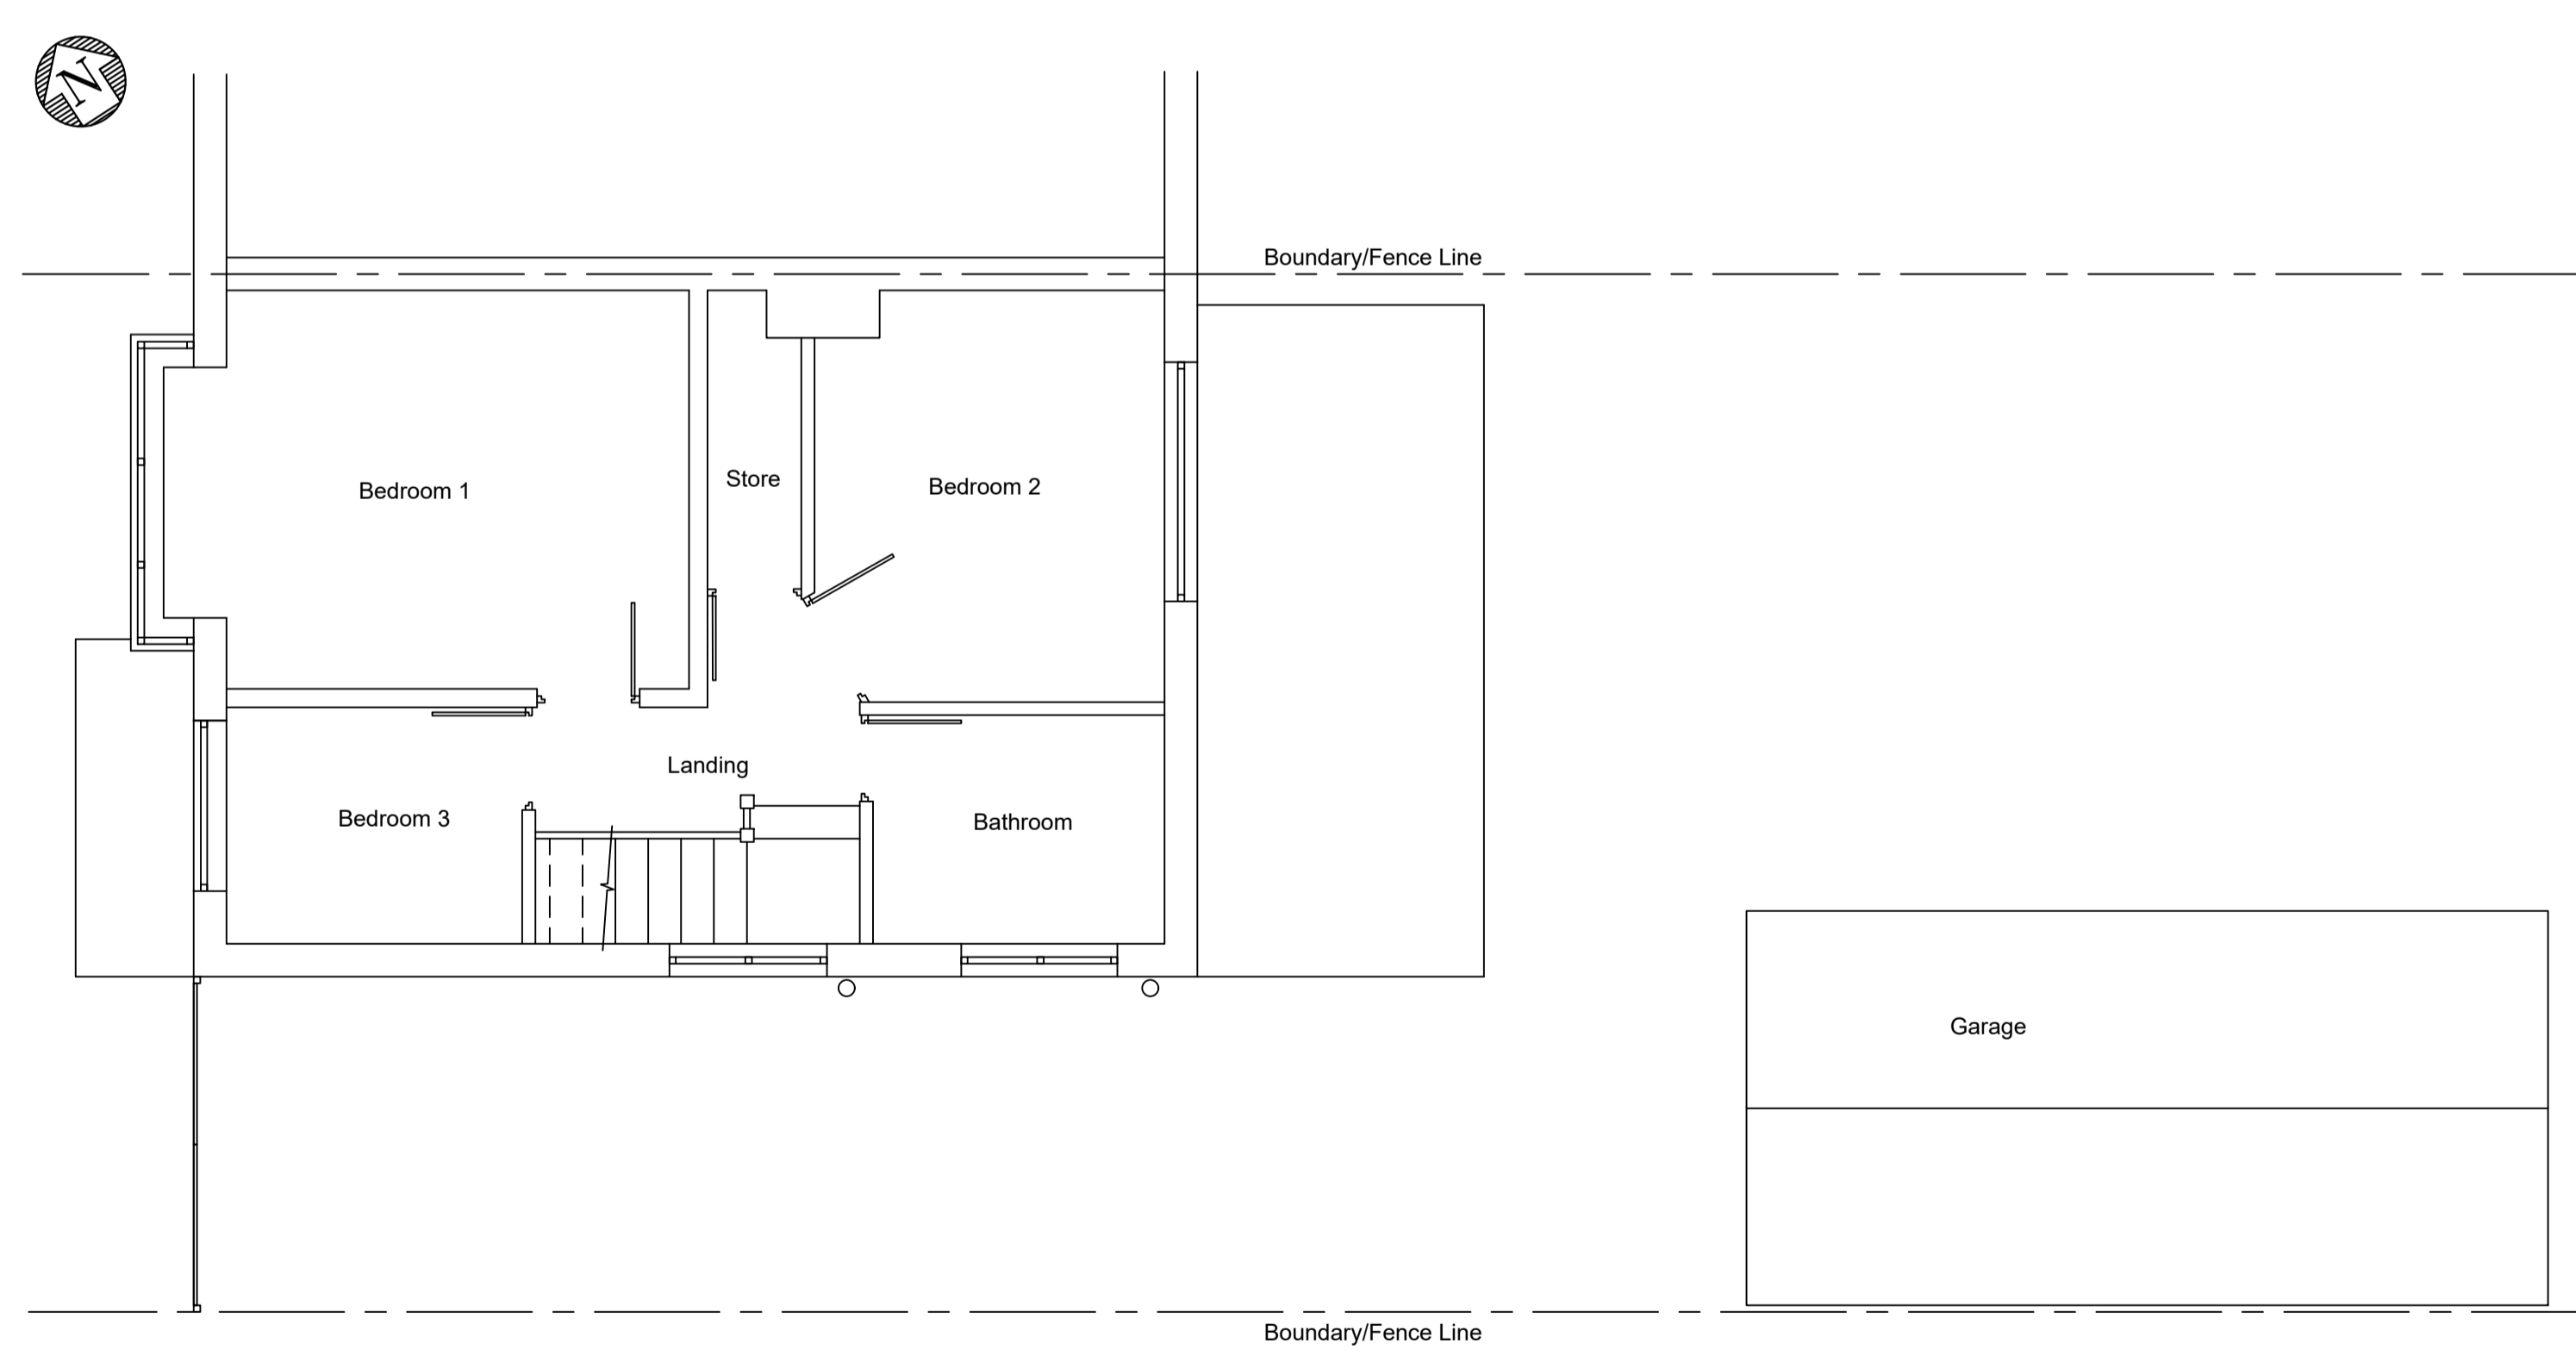 N
Boundary/Fence Line
Bedroom 1
Store
Bedroom 2
Landing
Bedroom 3
Bathroom
Garage
Boundary/Fence Line